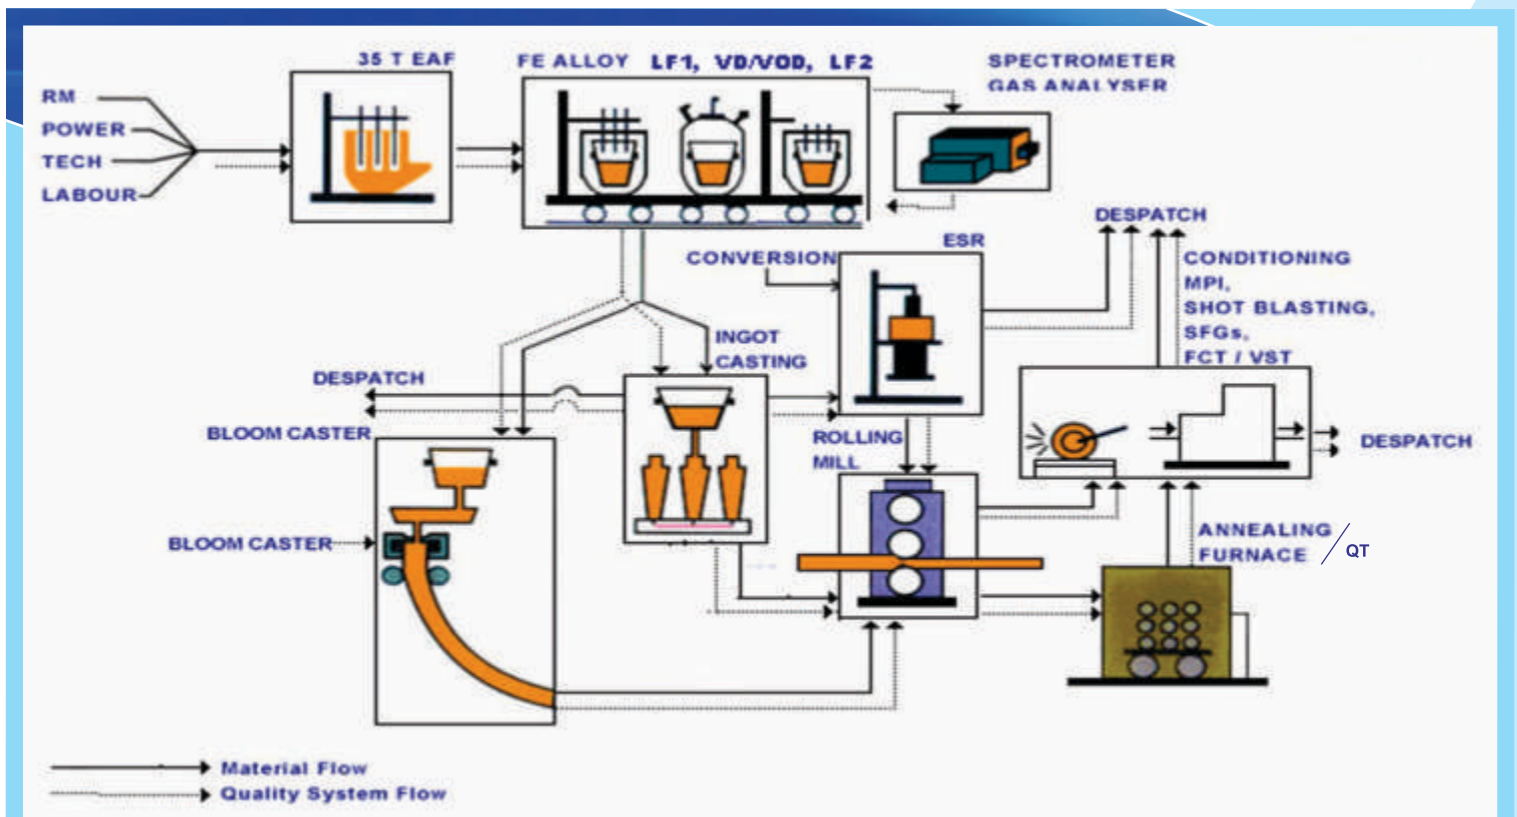 35 T EAF
FE ALLOY LF1, VD/VOD, LF2
SPECTROMETER
GAS ANALYSER
RM
POWER
TECH
LABOUR
DESPATCH
ESR
CONVERSION
CONDITIONING
MPI,
SHOT BLASTING,
SFGs,
FCT / VST
INGOT
CASTING
DESPATCH
BLOOM CASTER
ROLLING
MILL
DESPATCH
BLOOM CASTER
ANNEALING
FURNACE / QT
Material Flow
Quality System Flow